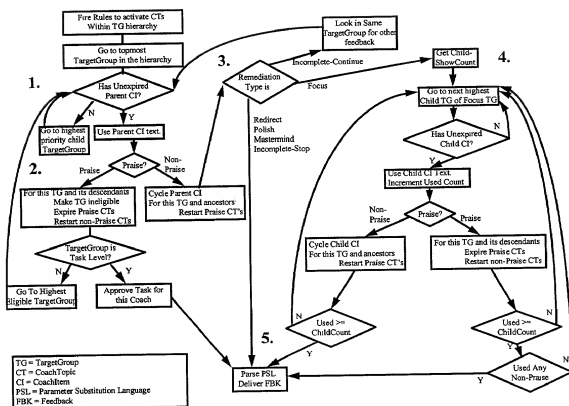 Fire Rules to activate CTs
Within TG hierarchy
Go to topmost
TargetGroup in the hierarchy
1.
Has Unexpired
Parent CI?
N
Y
Go to highest
priority child
TargetGroup
Use Parent CI text.
2.
Praise?
Praise
Non-
Praise
For this TG and its descendants
Make TG ineligible
Expire Praise CTs
Restart non-Praise CTs
Cycle Parent CI
For this TG and ancestors
Restart Praise CT's
TargetGroup is
Task Level?
N
Y
Go To Highest
Eligible TargetGroup
Approve Task for
this Coach
TG = TargetGroup
CT = CoachTopic
CI = CoachItem
PSL = Parameter Substitution Language
FBK = Feedback
Look in Same
TargetGroup for other
feedback
3.
Incomplete-Continue
Remediation
Type is
Focus
Redirect
Polish
Mastermind
Incomplete-Stop
4.
Get Child-
ShowCount
Go to next highest
Child TG of Focus TG
Has Unexpired
Child CI?
N
Y
Use Child CI Text.
Increment Used Count
Praise?
Non-
Praise
Praise
Cycle Child CI
For this TG and ancestors
Restart Praise CT's
For this TG and its descendants
Expire Praise CTs
Restart non-Praise CTs
N
Used >=
ChildCount
Y
N
Used >=
ChildCount
Y
Used Any
Non-Praise
N
Y
5.
Parse PSL
Deliver FBK